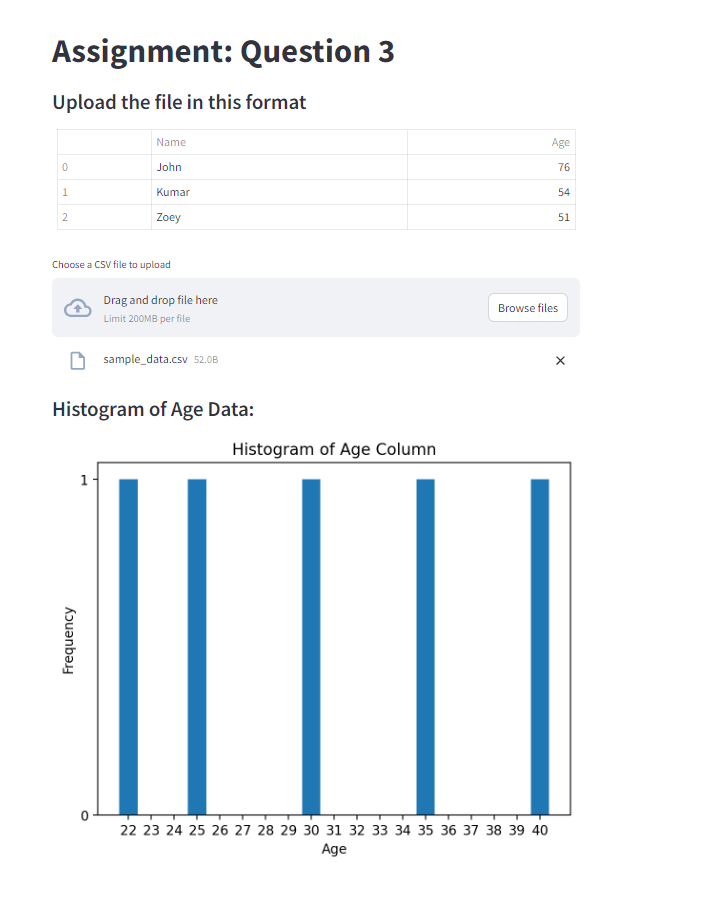 Assignment: Question 3
Upload the file in this format
Name Age
0 John 76
1 Kumar 54
2 Zoey 51
Choose a CSV file to upload
Drag and drop file here
Limit 200MB per file
Browse files
sample_data.csv 52.0B
Histogram of Age Data:
Histogram of Age Column
1
Frequency
0
22 23 24 25 26 27 28 29 30 31 32 33 34 35 36 37 38 39 40
Age